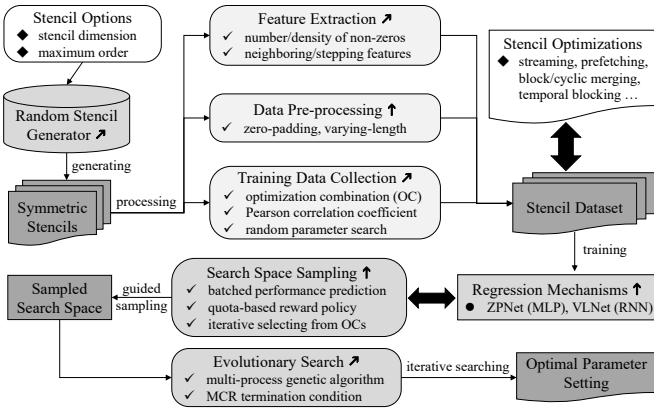 Stencil Options
◆ stencil dimension
◆ maximum order
Random Stencil
Generator ↗
generating
Symmetric
Stencils
processing
Feature Extraction ↗
✓ number/density of non-zeros
✓ neighboring/stepping features
Data Pre-processing ↑
✓ zero-padding, varying-length
Training Data Collection ↗
✓ optimization combination (OC)
✓ Pearson correlation coefficient
✓ random parameter search
Stencil Optimizations
◆ streaming, prefetching,
block/cyclic merging,
temporal blocking ...
Stencil Dataset
training
Regression Mechanisms ↑
● ZPNet (MLP), VLNet (RNN)
Search Space Sampling ↑
✓ batched performance prediction
✓ quota-based reward policy
✓ iterative selecting from OCs
guided
sampling
Sampled
Search Space
Evolutionary Search ↗
✓ multi-process genetic algorithm
✓ MCR termination condition
iterative searching
Optimal Parameter
Setting